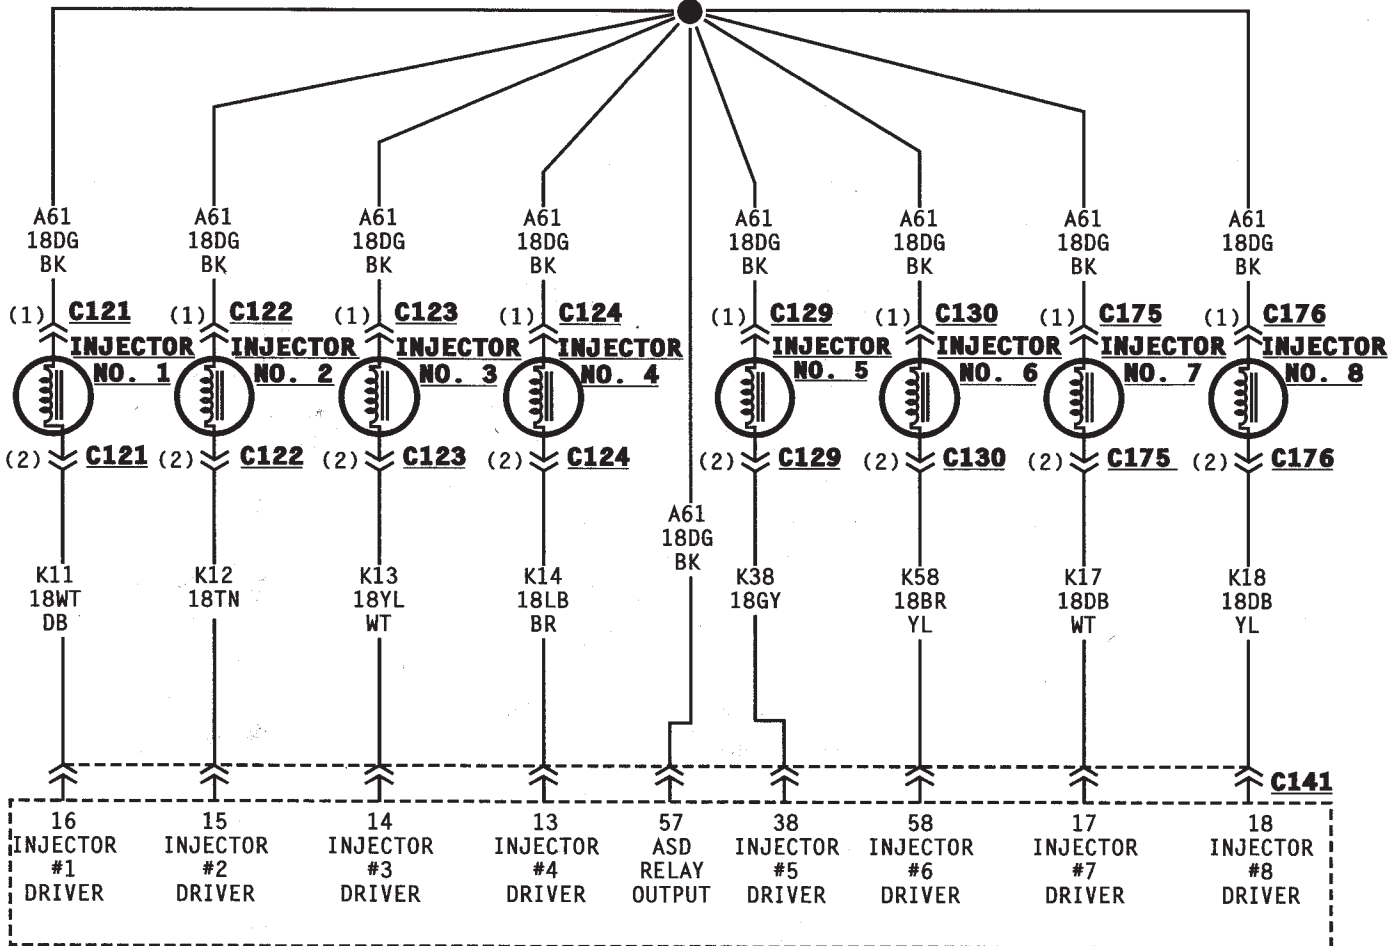 A61 A61 A61 A61 A61 A61 A61 A61
18DG 18DG 18DG 18DG 18DG 18DG 18DG 18DG
BK BK BK BK BK BK BK BK
(1) C121 (1) C122 (1) C123 (1) C124 (1) C129 (1) C130 (1) C175 (1) C176
INJECTOR INJECTOR INJECTOR INJECTOR INJECTOR INJECTOR INJECTOR INJECTOR
NO. 1 NO. 2 NO. 3 NO. 4 NO. 5 NO. 6 NO. 7 NO. 8
(2) C121 (2) C122 (2) C123 (2) C124 (2) C129 (2) C130 (2) C175 (2) C176
A61
18DG
BK
K11 K12 K13 K14 K38 K58 K17 K18
18WT 18TN 18YL 18LB 18GY 18BR 18DB 18DB
DB WT BR YL WT YL
C141
16 15 14 13 57 38 58 17 18
INJECTOR INJECTOR INJECTOR INJECTOR ASD INJECTOR INJECTOR INJECTOR INJECTOR
#1 #2 #3 #4 RELAY #5 #6 #7 #8
DRIVER DRIVER DRIVER DRIVER OUTPUT DRIVER DRIVER DRIVER DRIVER